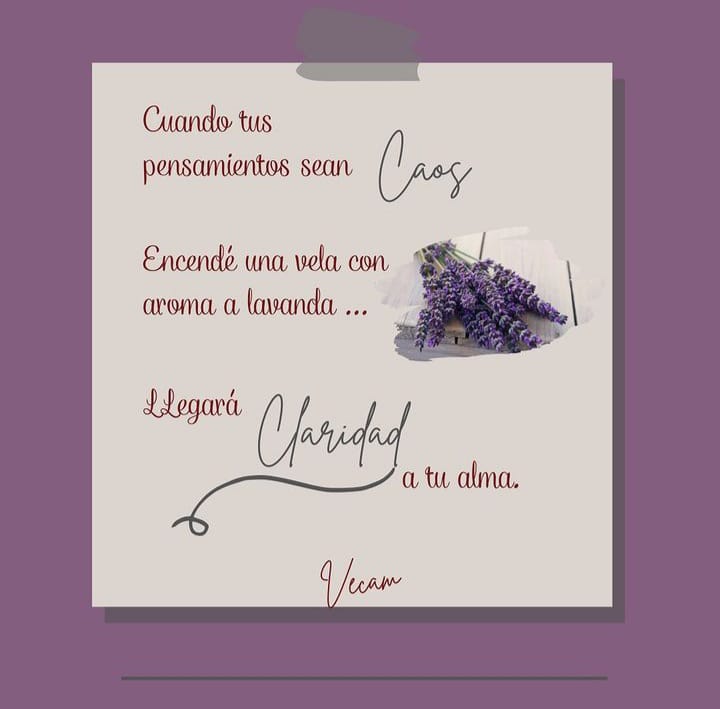 Cuando tus
pensamientos sean Caos
Encendé una vela con
aroma a lavanda ...
LLegará Claridad
a tu alma.
Vecam